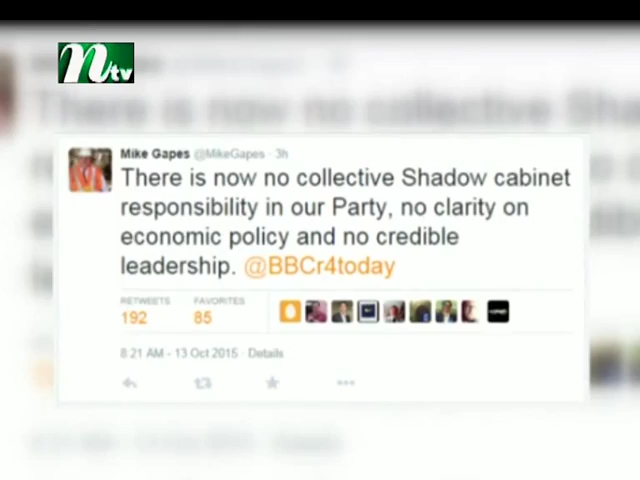 ntv
Mike Gapes @MikeGapes · 3h
There is now no collective Shadow cabinet
responsibility in our Party, no clarity on
economic policy and no credible
leadership. @BBCr4today
RETWEETS FAVORITES
192 85
8:21 AM - 13 Oct 2015 · Details